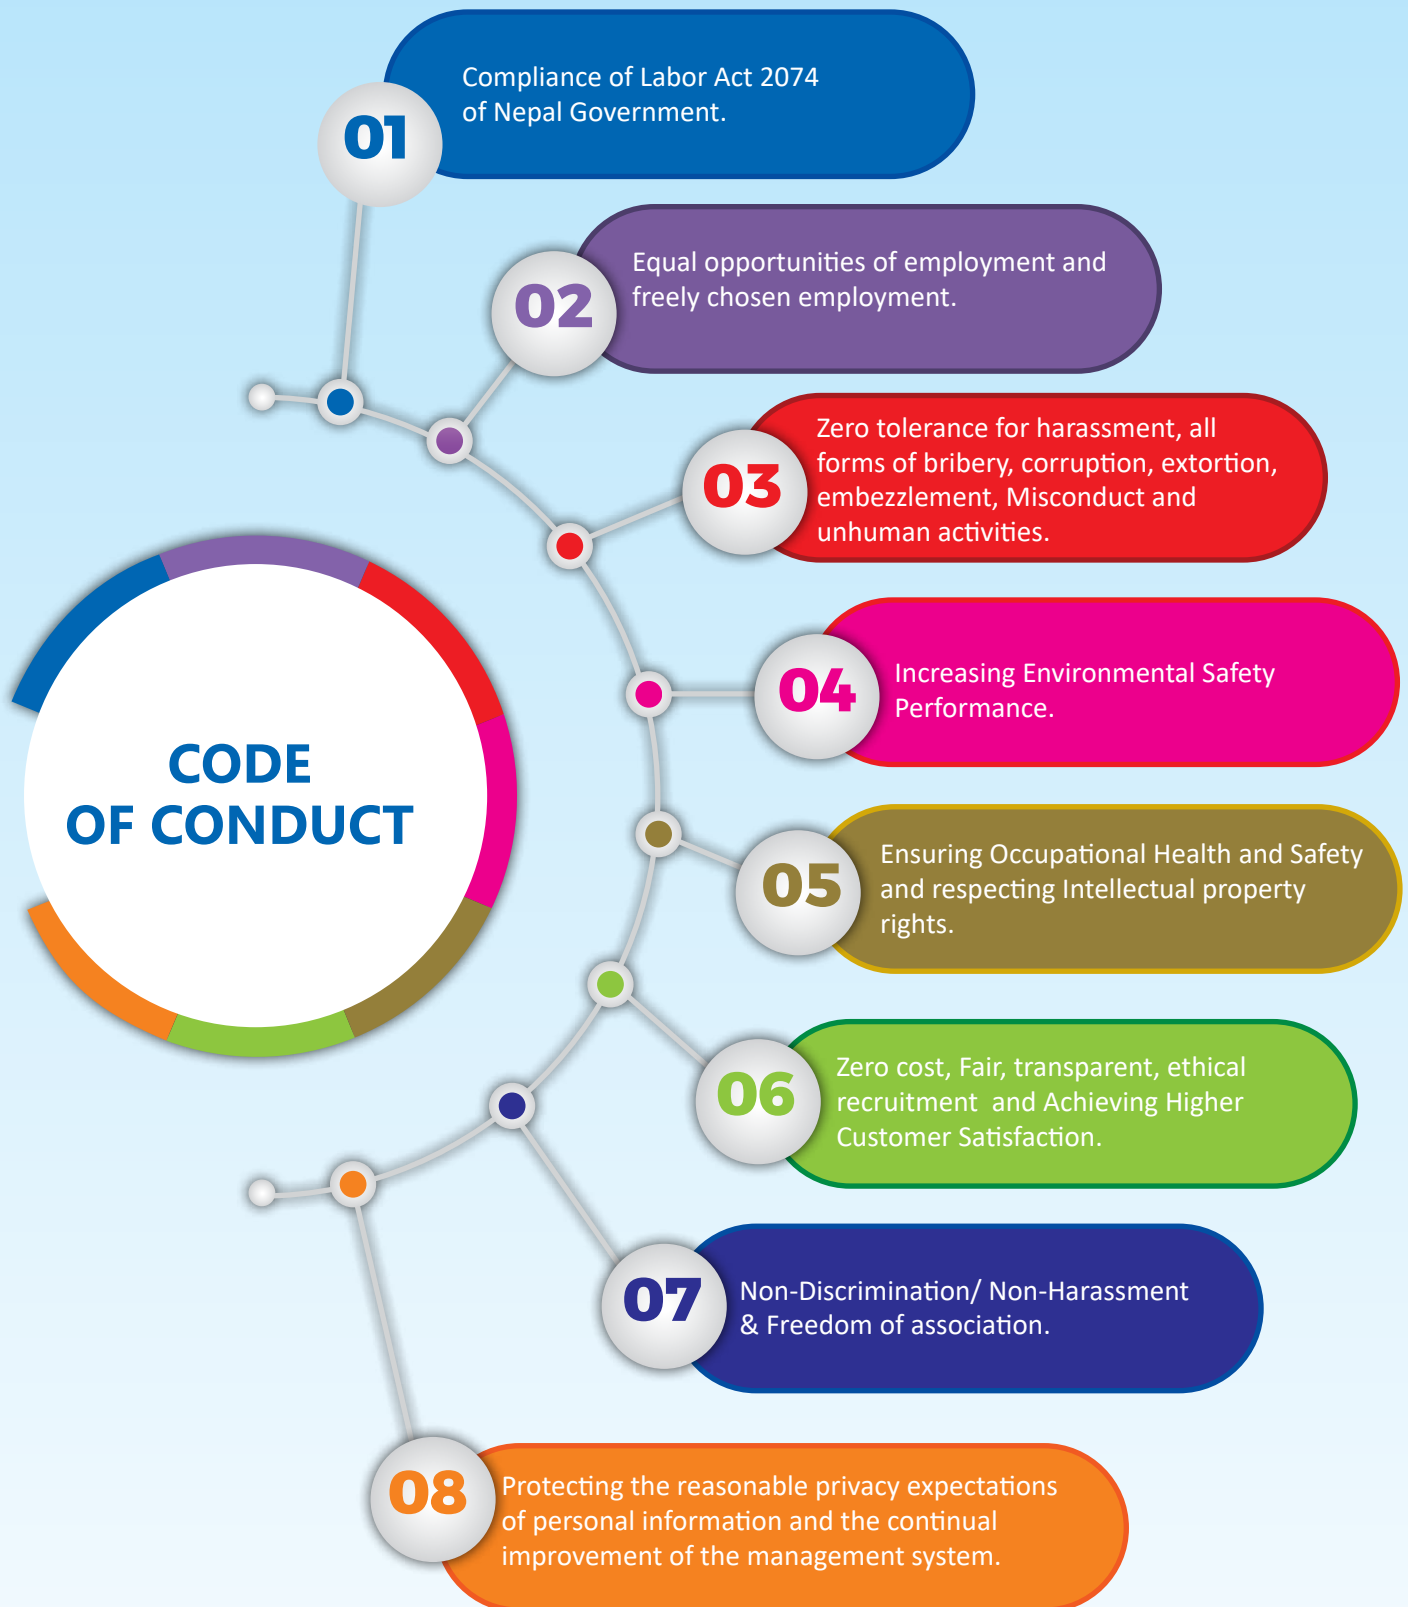 01
Compliance of Labor Act 2074
of Nepal Government.
02
Equal opportunities of employment and
freely chosen employment.
03
Zero tolerance for harassment, all
forms of bribery, corruption, extortion,
embezzlement, Misconduct and
unhuman activities.
CODE
OF CONDUCT
04
Increasing Environmental Safety
Performance.
05
Ensuring Occupational Health and Safety
and respecting Intellectual property
rights.
06
Zero cost, Fair, transparent, ethical
recruitment  and Achieving Higher
Customer Satisfaction.
07
Non-Discrimination/ Non-Harassment
& Freedom of association.
08
Protecting the reasonable privacy expectations
of personal information and the continual
improvement of the management system.